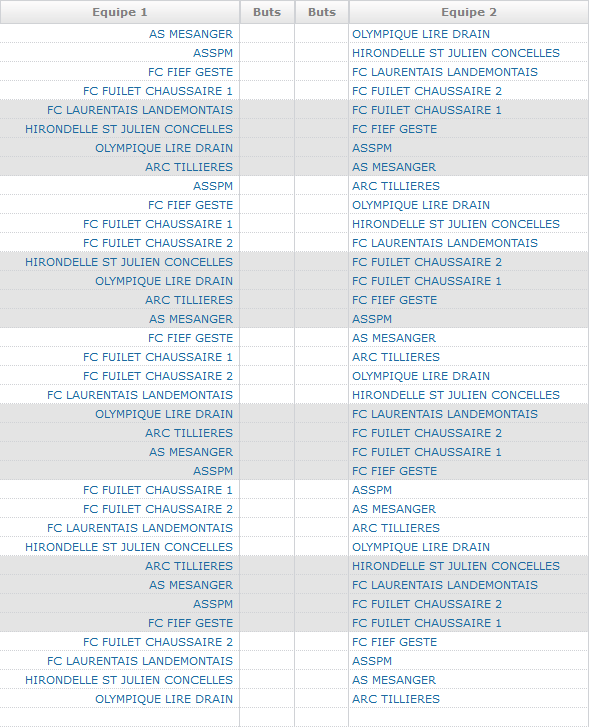 Equipe 1 Buts Buts Equipe 2
AS MESANGER OLYMPIQUE LIRE DRAIN
ASSPM HIRONDELLE ST JULIEN CONCELLES
FC FIEF GESTE FC LAURENTAIS LANDEMONTAIS
FC FUILET CHAUSSAIRE 1 FC FUILET CHAUSSAIRE 2
FC LAURENTAIS LANDEMONTAIS FC FUILET CHAUSSAIRE 1
HIRONDELLE ST JULIEN CONCELLES FC FIEF GESTE
OLYMPIQUE LIRE DRAIN ASSPM
ARC TILLIERES AS MESANGER
ASSPM ARC TILLIERES
FC FIEF GESTE OLYMPIQUE LIRE DRAIN
FC FUILET CHAUSSAIRE 1 HIRONDELLE ST JULIEN CONCELLES
FC FUILET CHAUSSAIRE 2 FC LAURENTAIS LANDEMONTAIS
HIRONDELLE ST JULIEN CONCELLES FC FUILET CHAUSSAIRE 2
OLYMPIQUE LIRE DRAIN FC FUILET CHAUSSAIRE 1
ARC TILLIERES FC FIEF GESTE
AS MESANGER ASSPM
FC FIEF GESTE AS MESANGER
FC FUILET CHAUSSAIRE 1 ARC TILLIERES
FC FUILET CHAUSSAIRE 2 OLYMPIQUE LIRE DRAIN
FC LAURENTAIS LANDEMONTAIS HIRONDELLE ST JULIEN CONCELLES
OLYMPIQUE LIRE DRAIN FC LAURENTAIS LANDEMONTAIS
ARC TILLIERES FC FUILET CHAUSSAIRE 2
AS MESANGER FC FUILET CHAUSSAIRE 1
ASSPM FC FIEF GESTE
FC FUILET CHAUSSAIRE 1 ASSPM
FC FUILET CHAUSSAIRE 2 AS MESANGER
FC LAURENTAIS LANDEMONTAIS ARC TILLIERES
HIRONDELLE ST JULIEN CONCELLES OLYMPIQUE LIRE DRAIN
ARC TILLIERES HIRONDELLE ST JULIEN CONCELLES
AS MESANGER FC LAURENTAIS LANDEMONTAIS
ASSPM FC FUILET CHAUSSAIRE 2
FC FIEF GESTE FC FUILET CHAUSSAIRE 1
FC FUILET CHAUSSAIRE 2 FC FIEF GESTE
FC LAURENTAIS LANDEMONTAIS ASSPM
HIRONDELLE ST JULIEN CONCELLES AS MESANGER
OLYMPIQUE LIRE DRAIN ARC TILLIERES